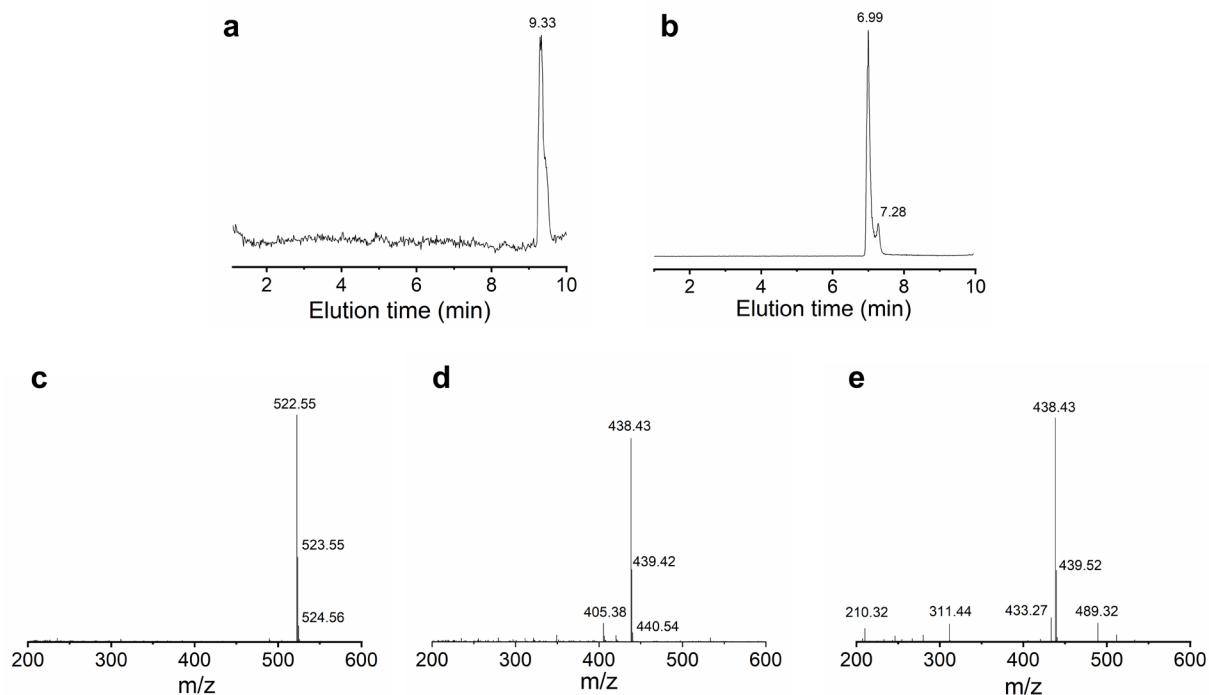 a
9.33
2 4 6 8 10
Elution time (min)
b
6.99
7.28
2 4 6 8 10
Elution time (min)
c
522.55
523.55
524.56
200 300 400 500 600
m/z
d
438.43
439.42
405.38
440.54
200 300 400 500 600
m/z
e
438.43
439.52
210.32
311.44
433.27
489.32
200 300 400 500 600
m/z